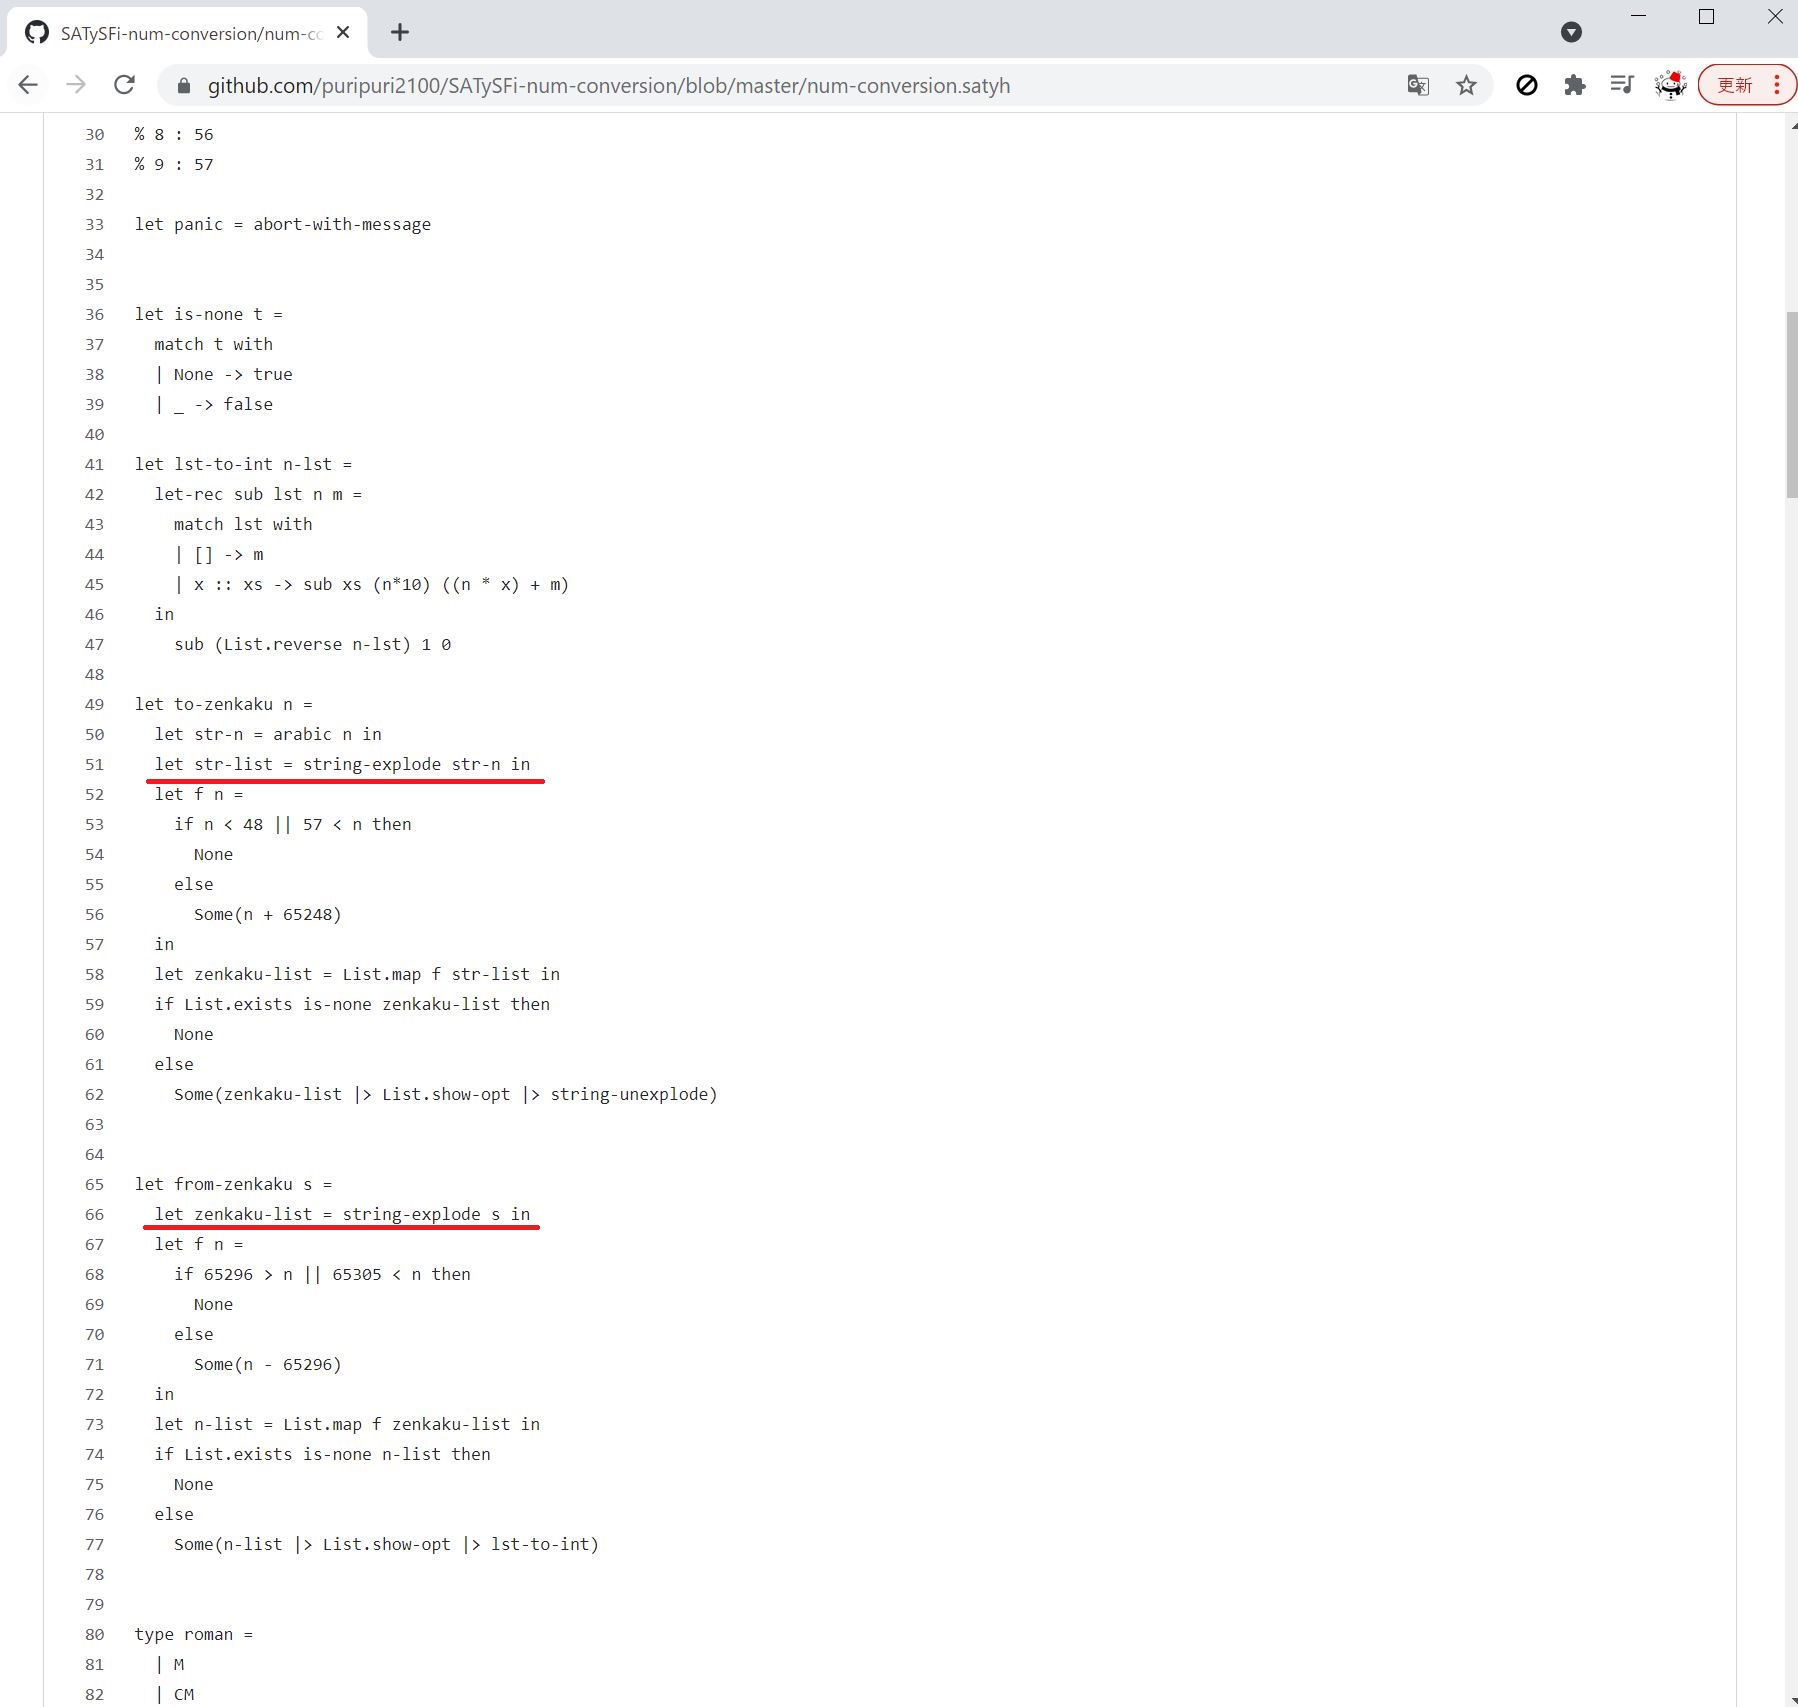 SATySFi-num-conversion/num-co
github.com/puripuri2100/SATySFi-num-conversion/blob/master/num-conversion.satyh
更新
30 % 8 : 56
31 % 9 : 57
32
33 let panic = abort-with-message
34
35
36 let is-none t =
37 match t with
38 | None -> true
39 | _ -> false
40
41 let lst-to-int n-lst =
42 let-rec sub lst n m =
43 match lst with
44 | [] -> m
45 | x :: xs -> sub xs (n*10) ((n * x) + m)
46 in
47 sub (List.reverse n-lst) 1 0
48
49 let to-zenkaku n =
50 let str-n = arabic n in
51 let str-list = string-explode str-n in
52 let f n =
53 if n < 48 || 57 < n then
54 None
55 else
56 Some(n + 65248)
57 in
58 let zenkaku-list = List.map f str-list in
59 if List.exists is-none zenkaku-list then
60 None
61 else
62 Some(zenkaku-list |> List.show-opt |> string-unexplode)
63
64
65 let from-zenkaku s =
66 let zenkaku-list = string-explode s in
67 let f n =
68 if 65296 > n || 65305 < n then
69 None
70 else
71 Some(n - 65296)
72 in
73 let n-list = List.map f zenkaku-list in
74 if List.exists is-none n-list then
75 None
76 else
77 Some(n-list |> List.show-opt |> lst-to-int)
78
79
80 type roman =
81 | M
82 | CM